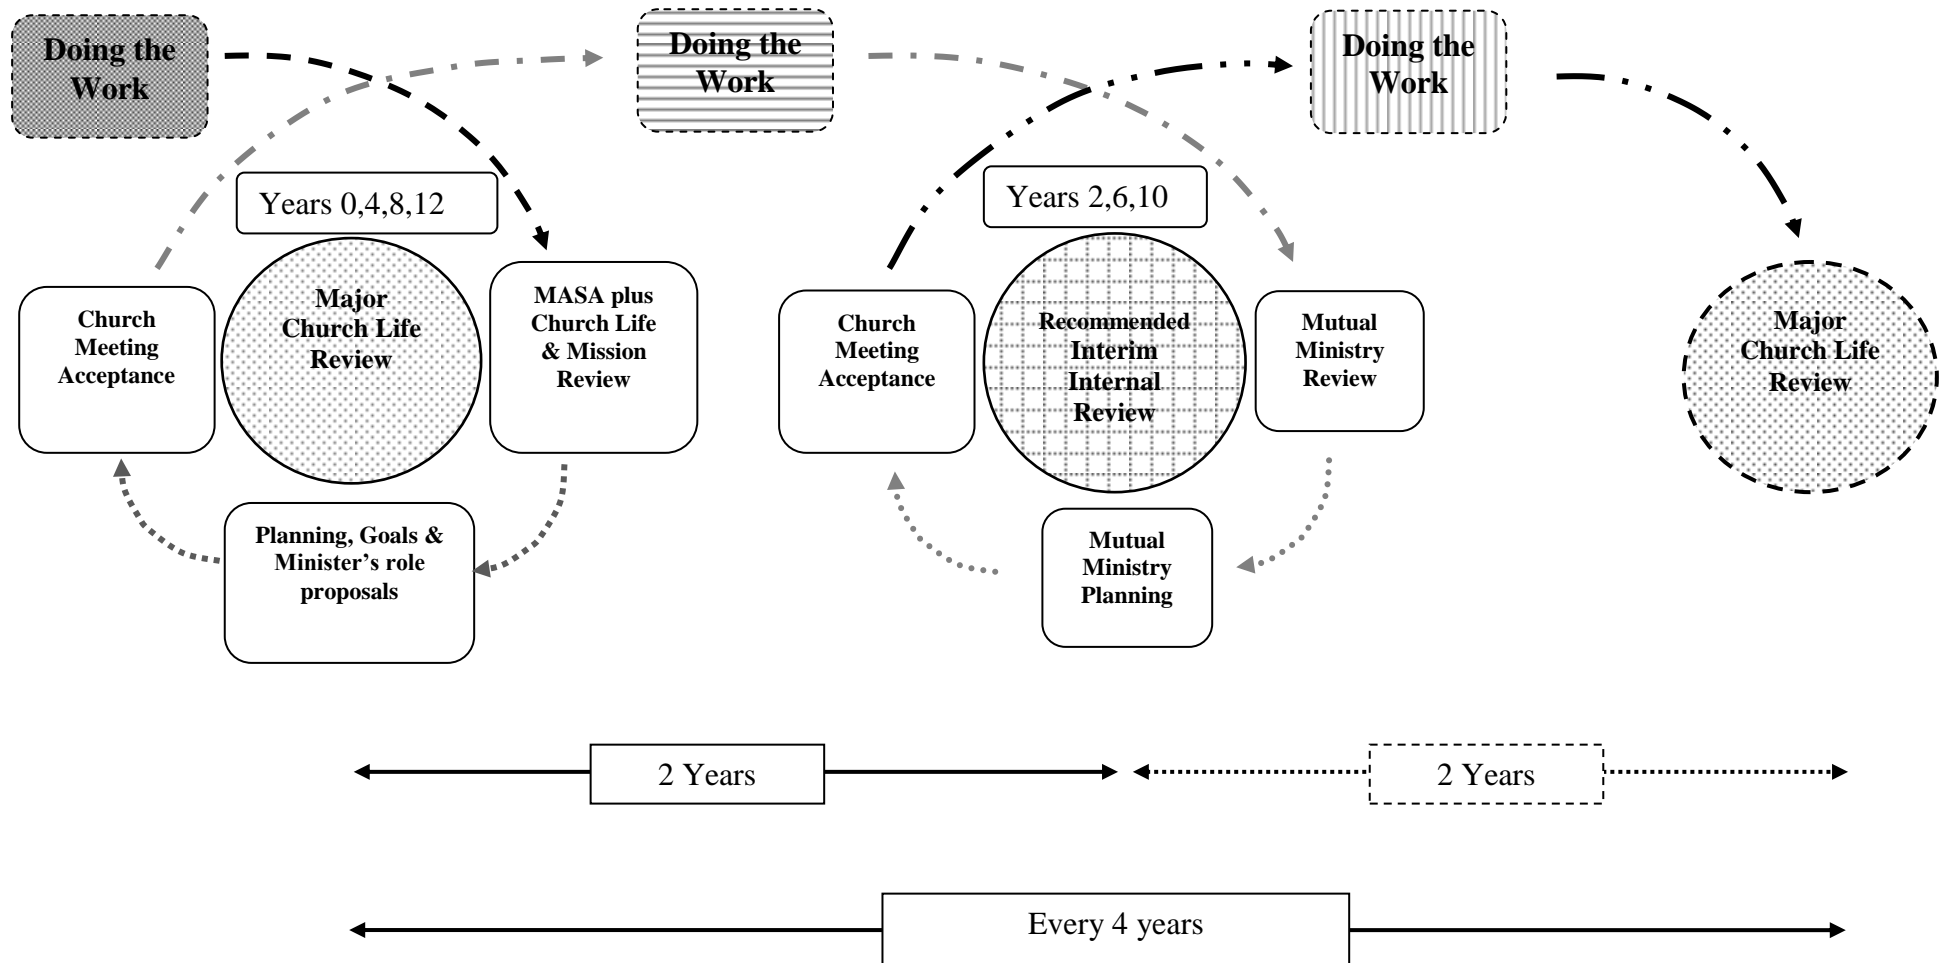 Doing the
Work
Doing the
Work
Doing the
Work
Years 0,4,8,12
Years 2,6,10
Church
Meeting
Acceptance
Major
Church Life
Review
MASA plus
Church Life
& Mission
Review
Planning, Goals &
Minister’s role
proposals
Church
Meeting
Acceptance
Recommended
Interim
Internal
Review
Mutual
Ministry
Review
Mutual
Ministry
Planning
Major
Church Life
Review
2 Years
2 Years
Every 4 years